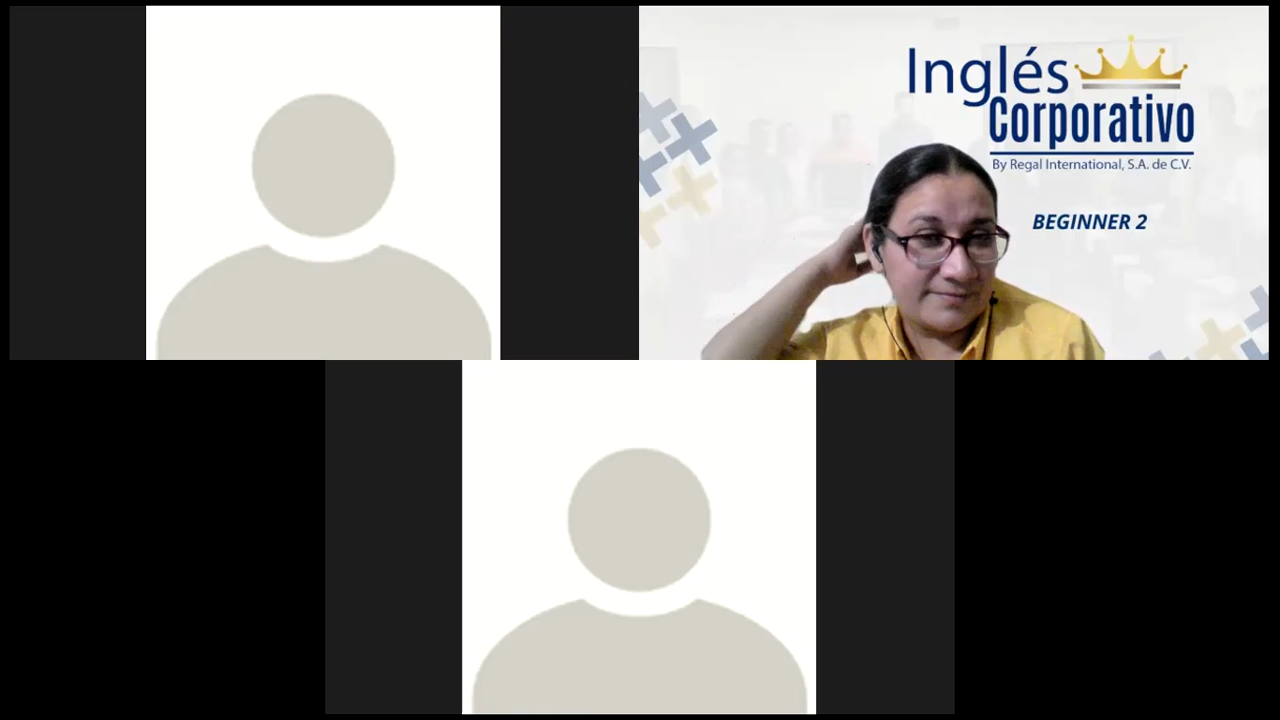 Inglés
Corporativo
By Regal International, S.A. de C.V.
BEGINNER 2